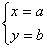 x = a
y = b